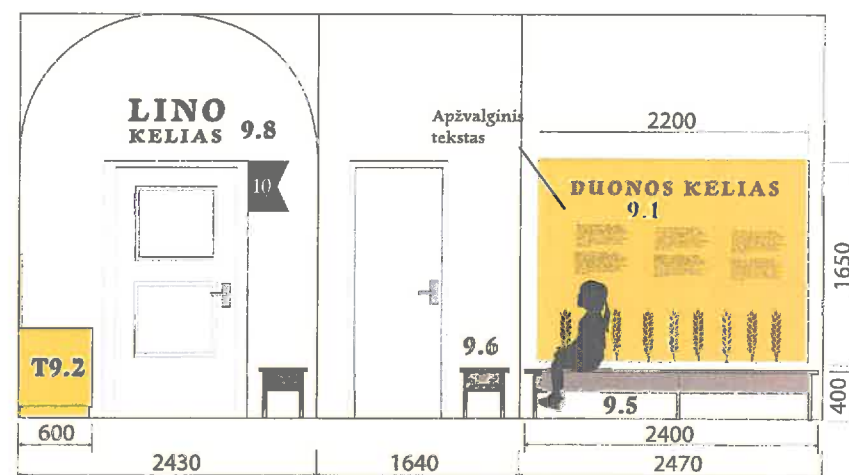 LINO
KELIAS 9.8
10
Apžvalginis
tekstas
2200
DUONOS KELIAS
9.1
1650
T9.2
9.6
9.5
400
600
2400
2430
1640
2470